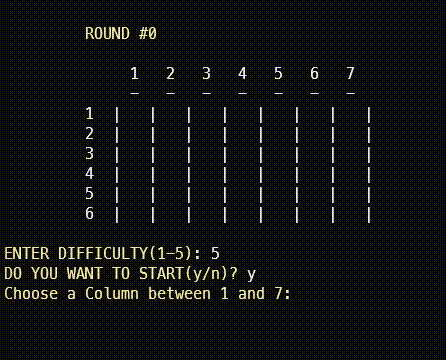 ROUND #0
1 2 3 4 5 6 7
_ _ _ _ _ _ _
1 | | | | | | | |
2 | | | | | | | |
3 | | | | | | | |
4 | | | | | | | |
5 | | | | | | | |
6 | | | | | | | |
ENTER DIFFICULTY(1-5): 5
DO YOU WANT TO START(y/n)? y
Choose a Column between 1 and 7: